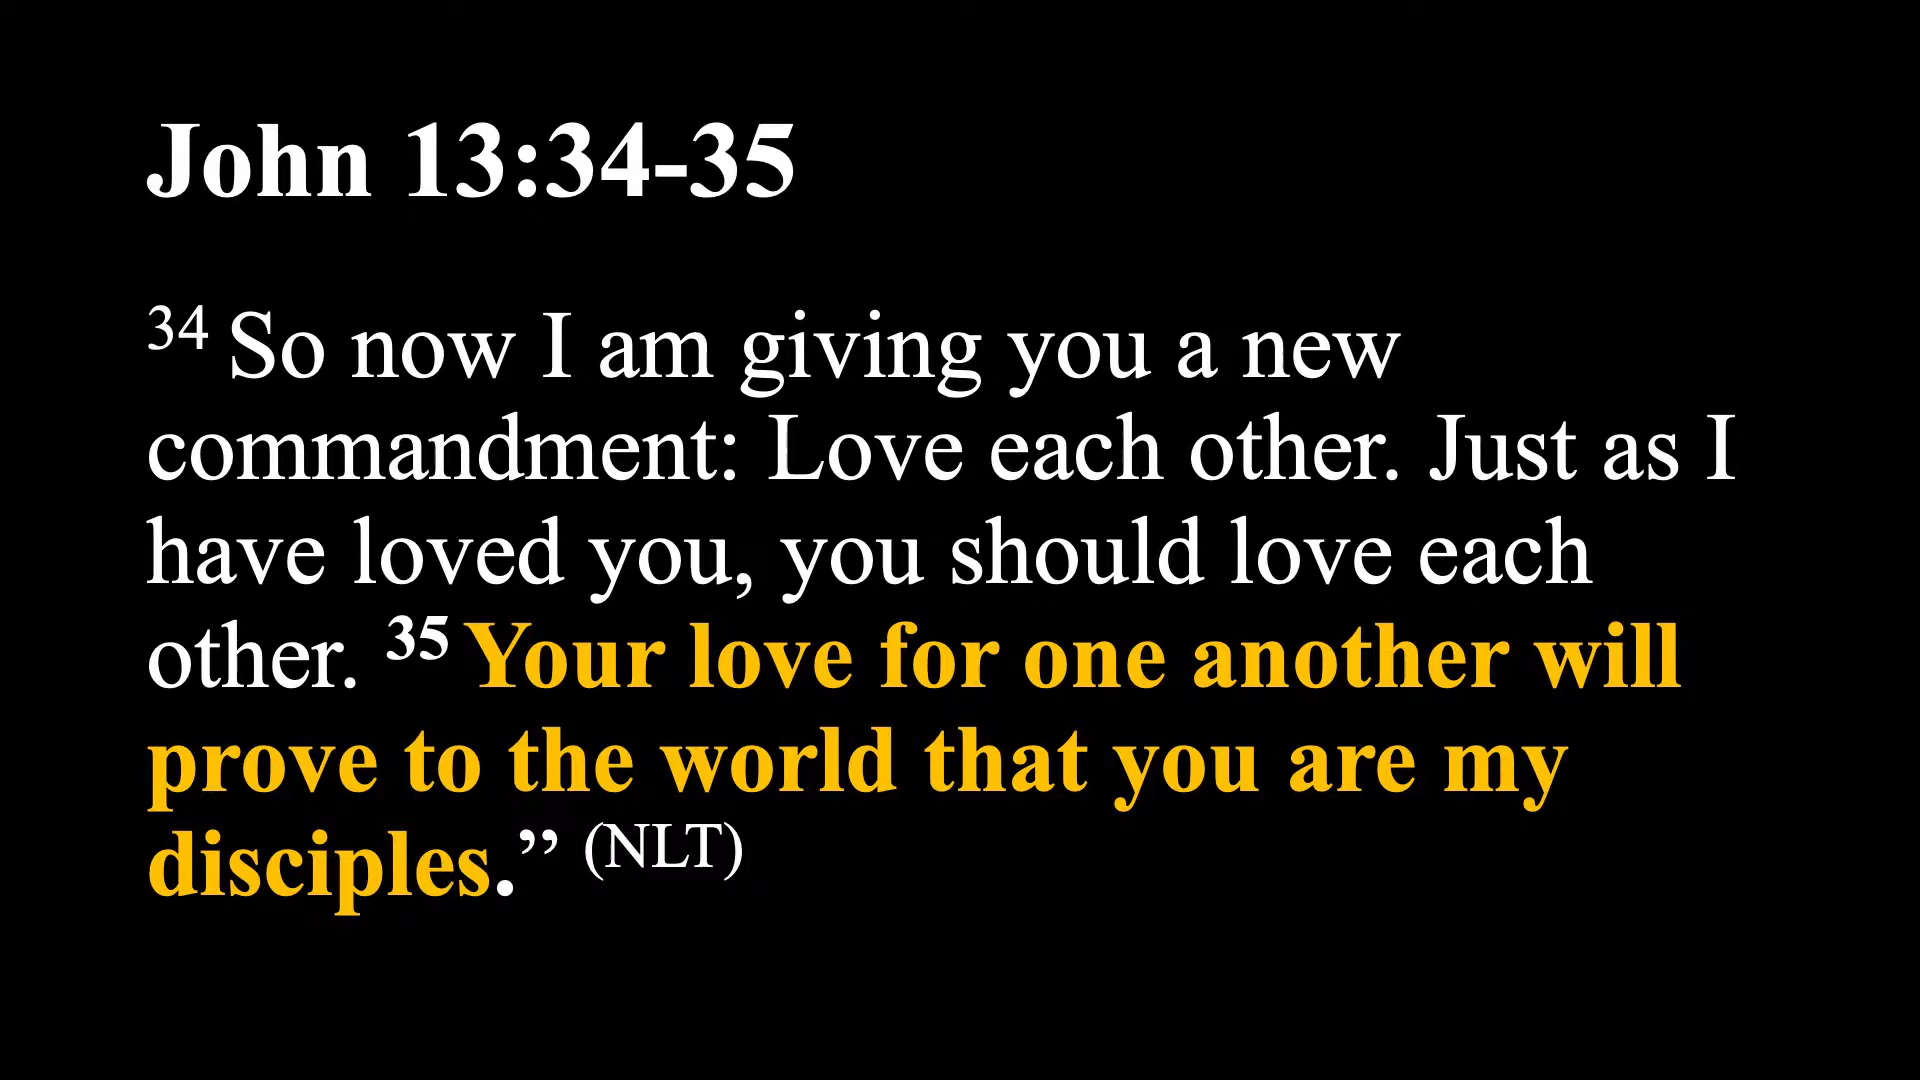 John 13:34-35
34 So now I am giving you a new
commandment: Love each other. Just as I
have loved you, you should love each
other. 35 Your love for one another will
prove to the world that you are my
disciples.” (NLT)